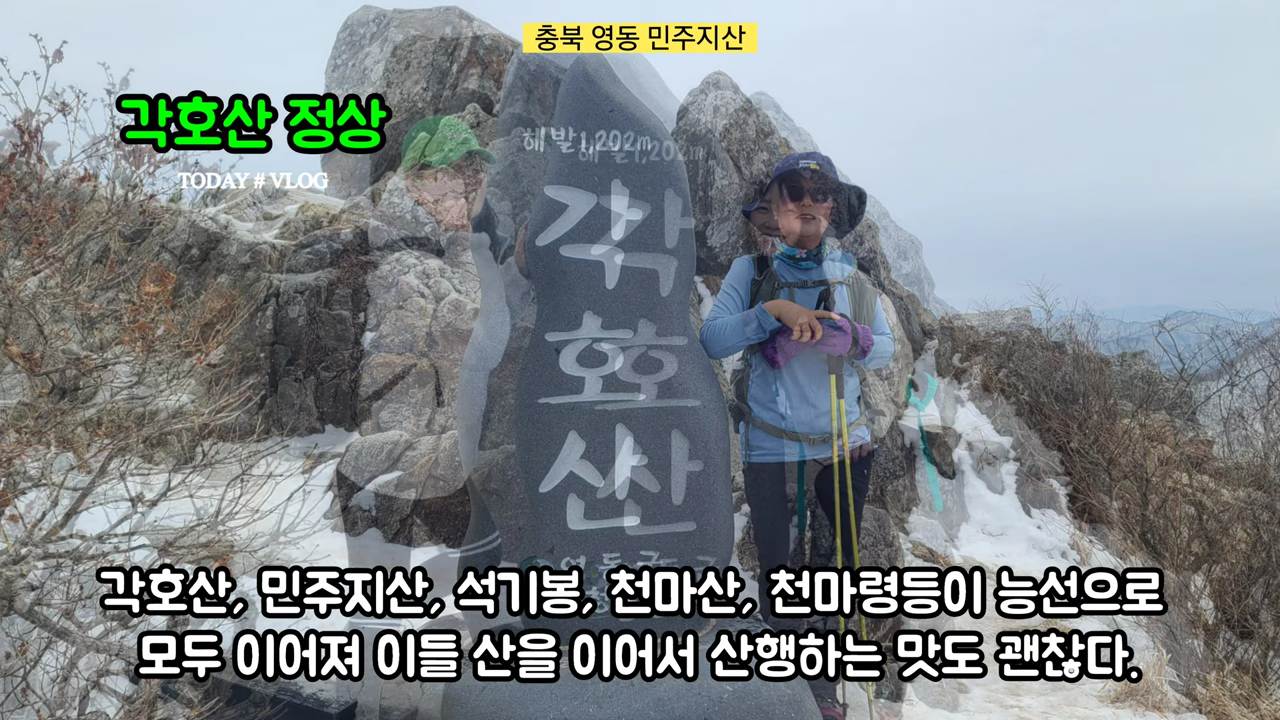 충북 영동 민주지산
각호산 정상
TODAY # VLOG
해발 1,202m
각호산
각호산, 민주지산, 석기봉, 천마산, 천마령등이 능선으로
모두 이어져 이들 산을 이어서 산행하는 맛도 괜찮다.